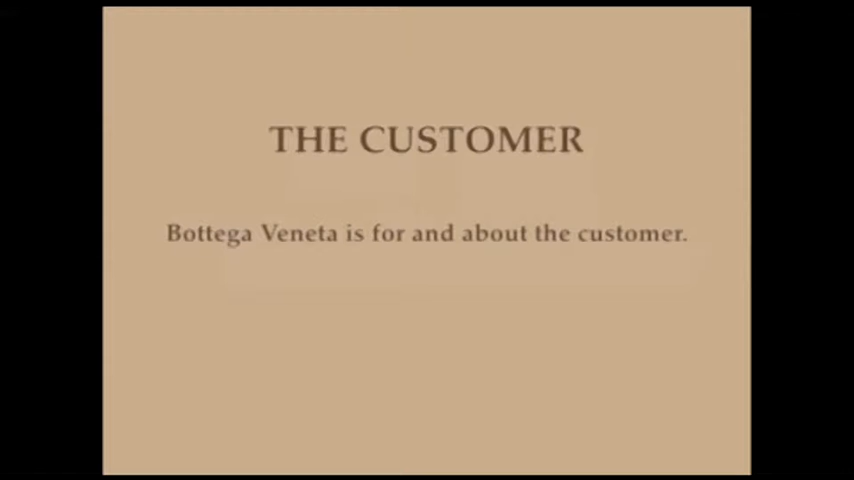 THE CUSTOMER
Bottega Veneta is for and about the customer.